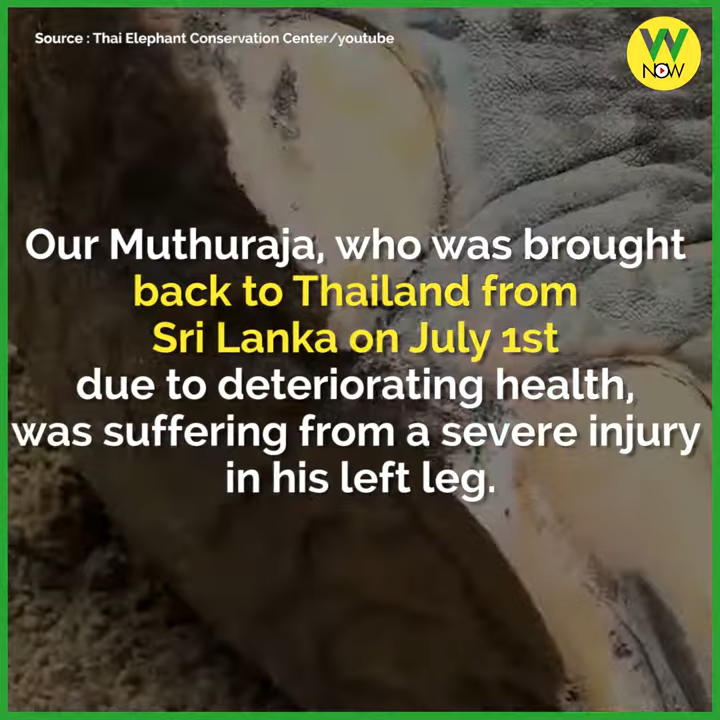 Source : Thai Elephant Conservation Center/youtube
W
NOW
Our Muthuraja, who was brought
back to Thailand from
Sri Lanka on July 1st
due to deteriorating health,
was suffering from a severe injury
in his left leg.